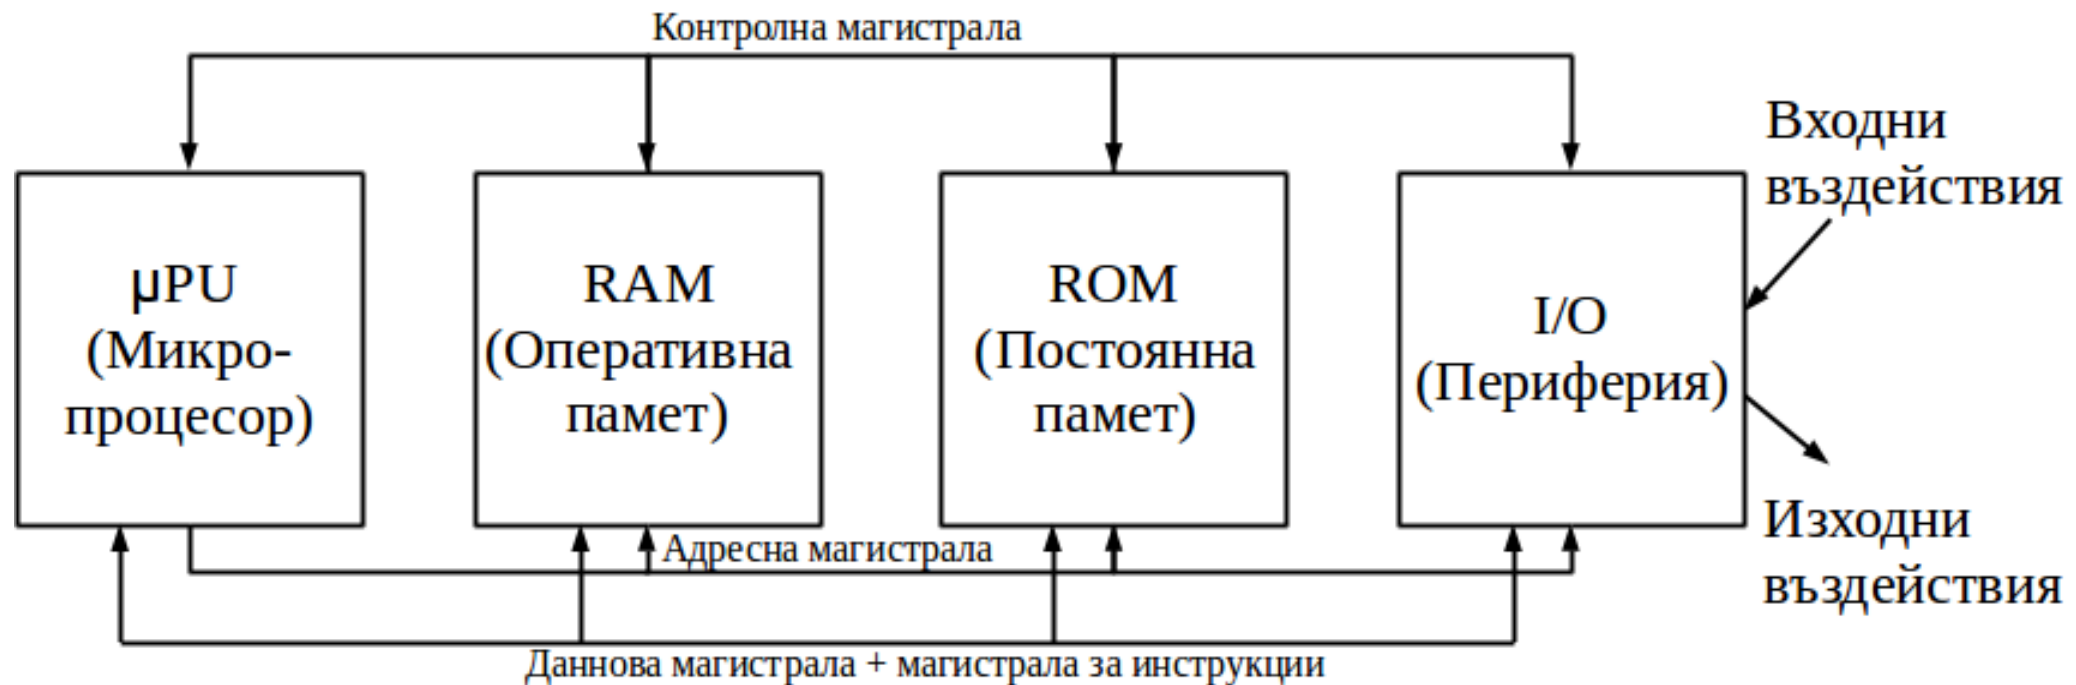 Контролна магистрала
Входни
въздействия
μPU
(Микро-
процесор)
RAM
(Оперативна
памет)
ROM
(Постоянна
памет)
I/O
(Периферия)
Изходни
въздействия
Адресна магистрала
Даннова магистрала + магистрала за инструкции